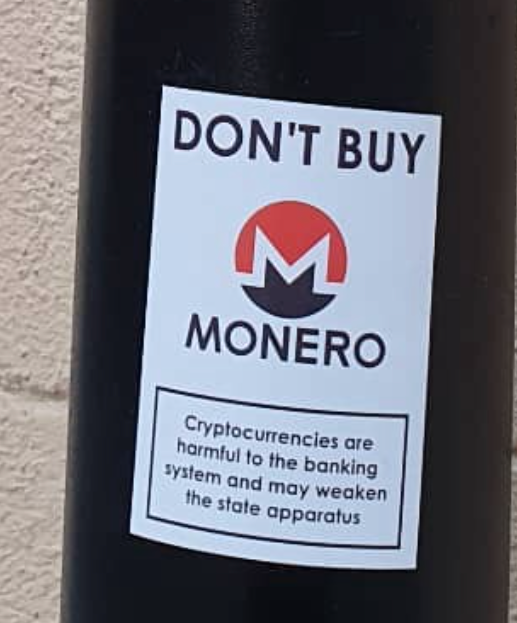 DON'T BUY
MONERO
Cryptocurrencies are
harmful to the banking
system and may weaken
the state apparatus